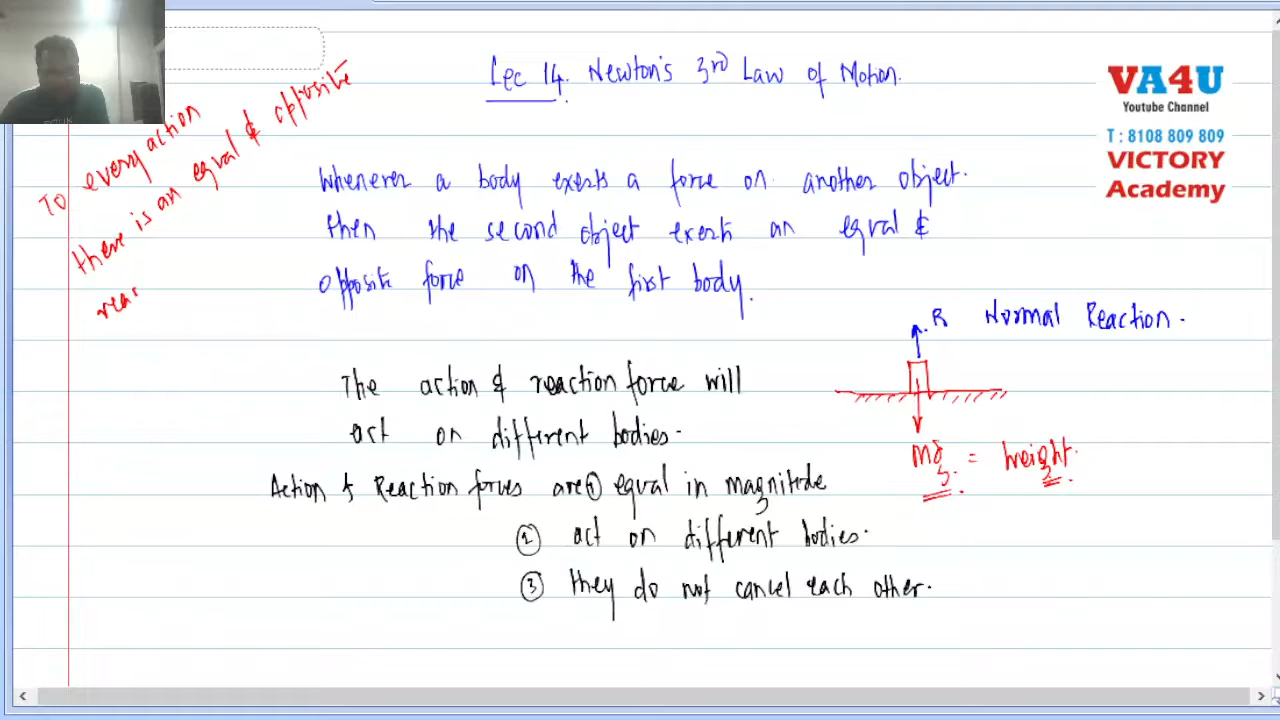 Lec 14. Newton's 3rd Law of Motion.
VA4U
Youtube Channel
T : 8108 809 809
VICTORY
Academy
To every action
there is an equal & opposite
reac
Whenever a body exerts a force on another object.
then the second object exerts an equal &
opposite force on the first body.
R Normal Reaction.
The action & reaction force will
act on different bodies.
mg = weight.
Action & Reaction forces are ① equal in magnitude
② act on different bodies.
③ they do not cancel each other.